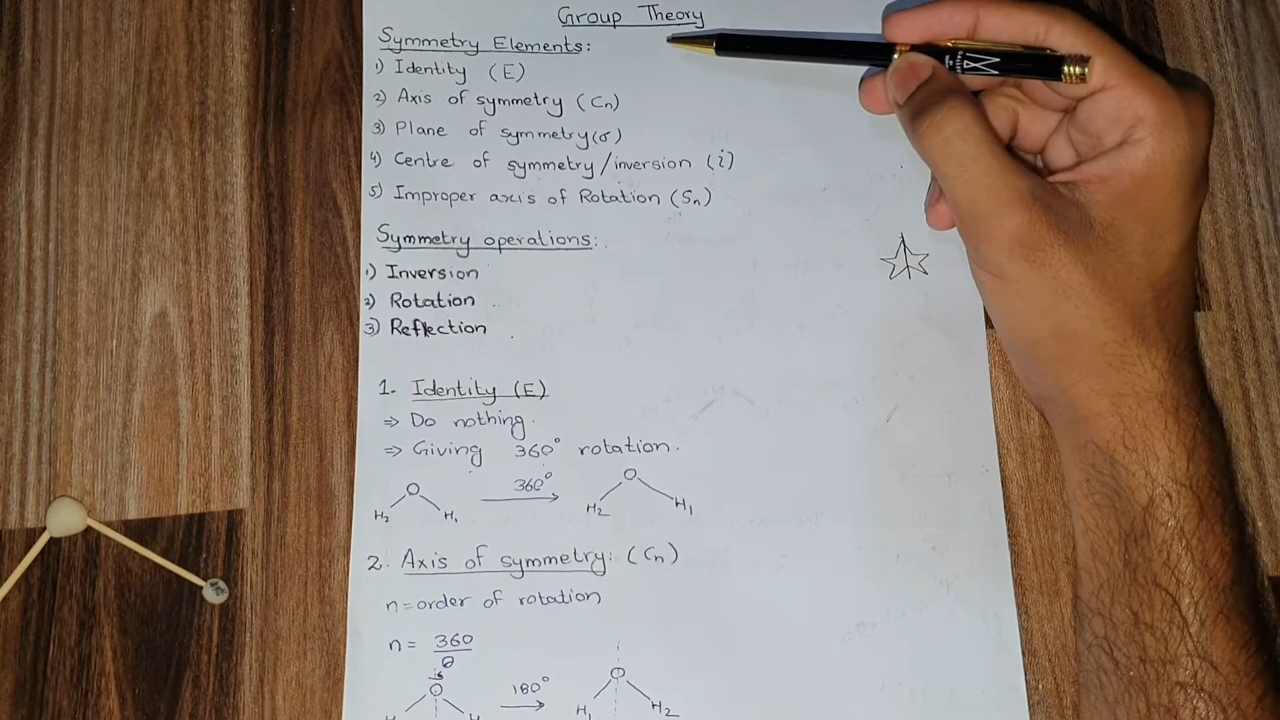 Group Theory
Symmetry Elements:
1) Identity (E)
2) Axis of symmetry (Cn)
3) Plane of symmetry (σ)
4) Centre of symmetry/inversion (i)
5) Improper axis of Rotation (Sn)
Symmetry operations:
1) Inversion
2) Rotation
3) Reflection
1. Identity (E)
⇒ Do nothing.
⇒ Giving 360° rotation.
O 360° O
H2 H1 H2 H1
2. Axis of symmetry: (Cn)
n = order of rotation
n = 360
θ
O 180° O
H1 H2